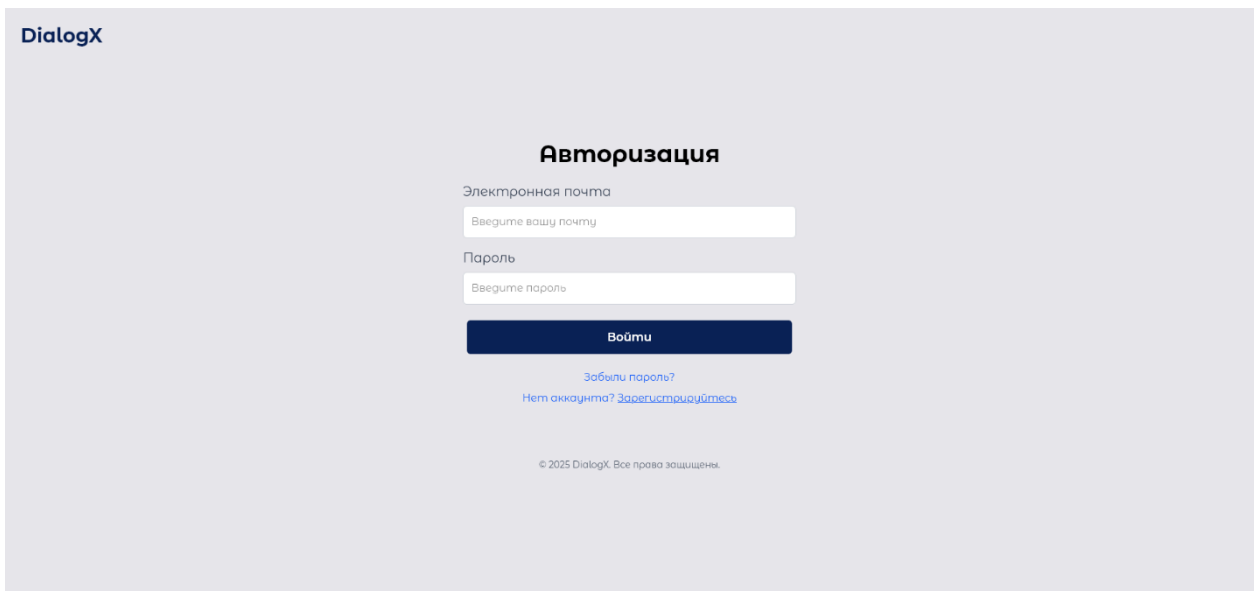 DialogX
Авторизация
Электронная почта
Введите вашу почту
Пароль
Введите пароль
Войти
Забыли пароль?
Нет аккаунта? Зарегистрируйтесь
© 2025 DialogX. Все права защищены.